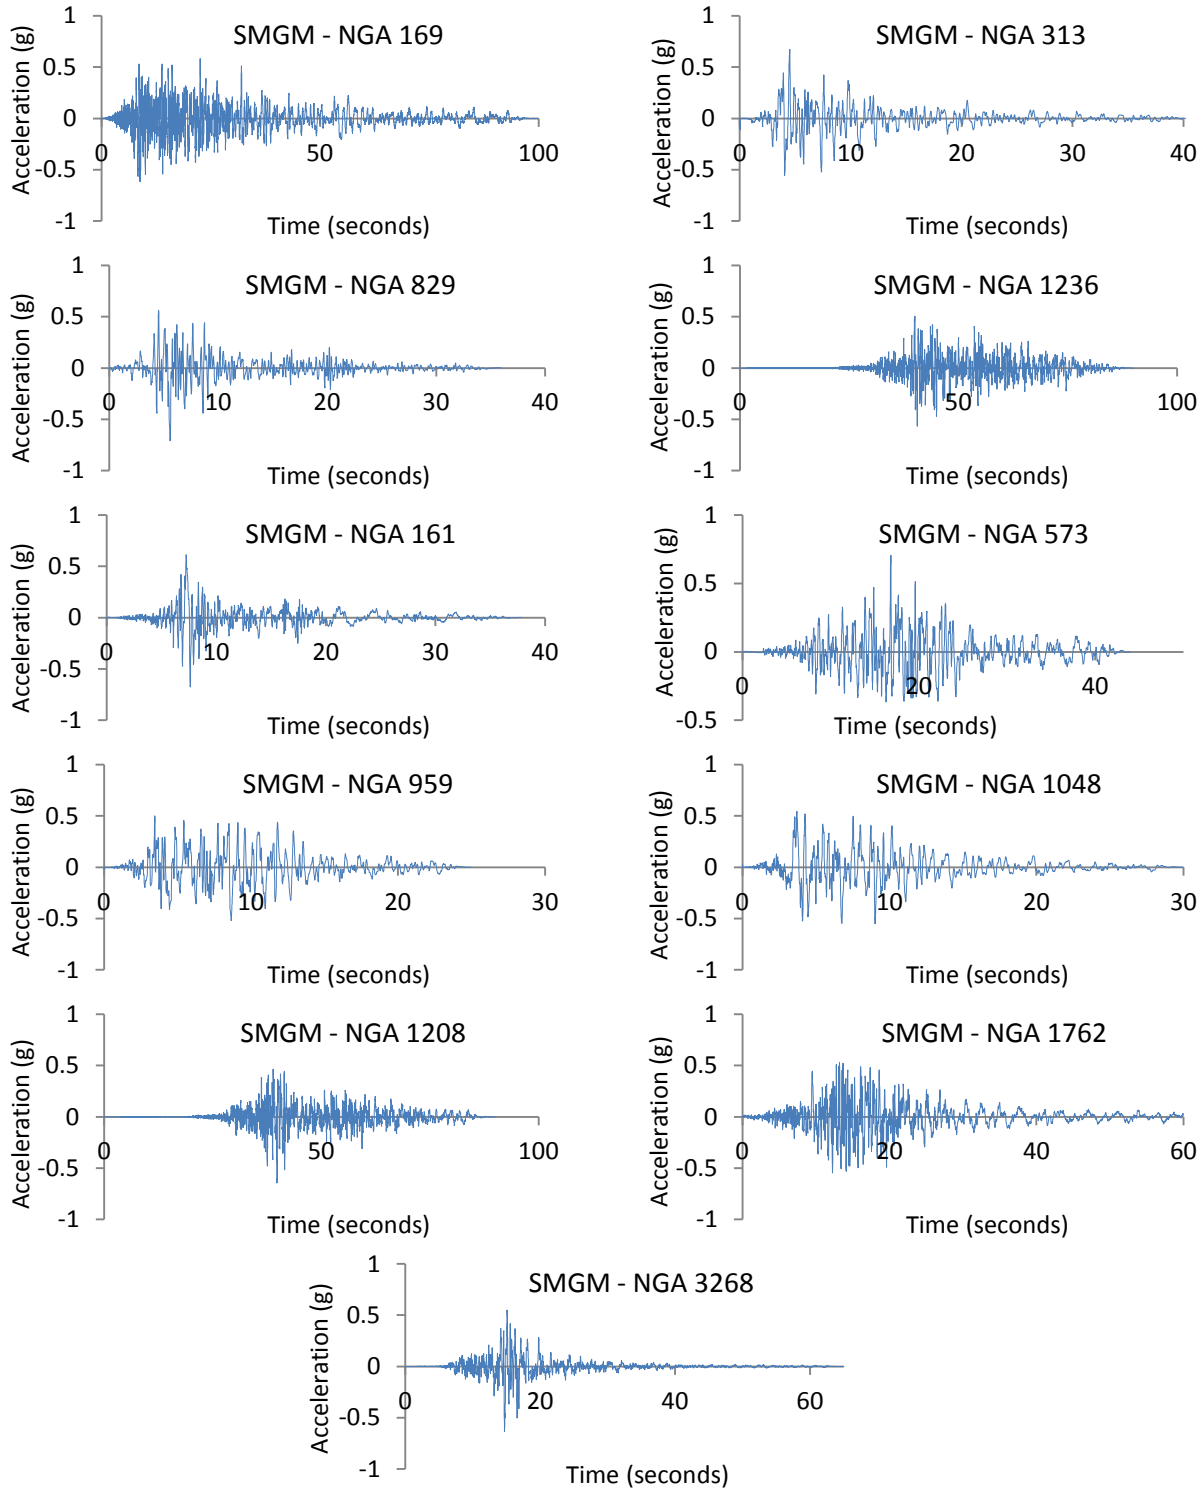 SMGM - NGA 169
Acceleration (g)
1
0.5
0
-0.5
-1
0 50 100
Time (seconds)
SMGM - NGA 313
Acceleration (g)
1
0.5
0
-0.5
-1
0 10 20 30 40
Time (seconds)
SMGM - NGA 829
Acceleration (g)
1
0.5
0
-0.5
-1
0 10 20 30 40
Time (seconds)
SMGM - NGA 1236
Acceleration (g)
1
0.5
0
-0.5
-1
0 50 100
Time (seconds)
SMGM - NGA 161
Acceleration (g)
1
0.5
0
-0.5
-1
0 10 20 30 40
Time (seconds)
SMGM - NGA 573
Acceleration (g)
1
0.5
0
-0.5
0 20 40
Time (seconds)
SMGM - NGA 959
Acceleration (g)
1
0.5
0
-0.5
-1
0 10 20 30
Time (seconds)
SMGM - NGA 1048
Acceleration (g)
1
0.5
0
-0.5
-1
0 10 20 30
Time (seconds)
SMGM - NGA 1208
Acceleration (g)
1
0.5
0
-0.5
-1
0 50 100
Time (seconds)
SMGM - NGA 1762
Acceleration (g)
1
0.5
0
-0.5
-1
0 20 40 60
Time (seconds)
SMGM - NGA 3268
Acceleration (g)
1
0.5
0
-0.5
-1
0 20 40 60
Time (seconds)